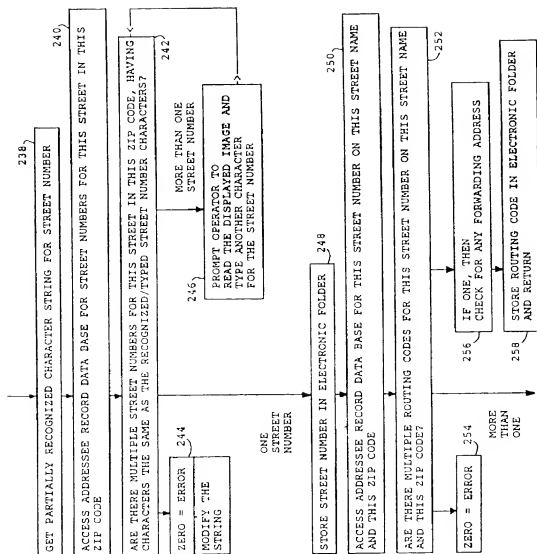 238
GET PARTIALLY RECOGNIZED CHARACTER STRING FOR STREET NUMBER
240
ACCESS ADDRESSEE RECORD DATA BASE FOR STREET NUMBERS FOR THIS STREET IN THIS
ZIP CODE
242
ARE THERE MULTIPLE STREET NUMBERS FOR THIS STREET IN THIS ZIP CODE, HAVING
CHARACTERS THE SAME AS THE RECOGNIZED/TYPED STREET NUMBER CHARACTERS?
244
ZERO = ERROR
MODIFY THE
STRING
MORE THAN ONE
STREET NUMBER
246
PROMPT OPERATOR TO
READ THE DISPLAYED IMAGE AND
TYPE ANOTHER CHARACTER
FOR THE STREET NUMBER
ONE
STREET
NUMBER
248
STORE STREET NUMBER IN ELECTRONIC FOLDER
250
ACCESS ADDRESSEE RECORD DATA BASE FOR THIS STREET NUMBER ON THIS STREET NAME
AND THIS ZIP CODE
252
ARE THERE MULTIPLE ROUTING CODES FOR THIS STREET NUMBER ON THIS STREET NAME
AND THIS ZIP CODE?
254
ZERO = ERROR
MORE
THAN
ONE
256
IF ONE, THEN
CHECK FOR ANY FORWARDING ADDRESS
258
STORE ROUTING CODE IN ELECTRONIC FOLDER
AND RETURN